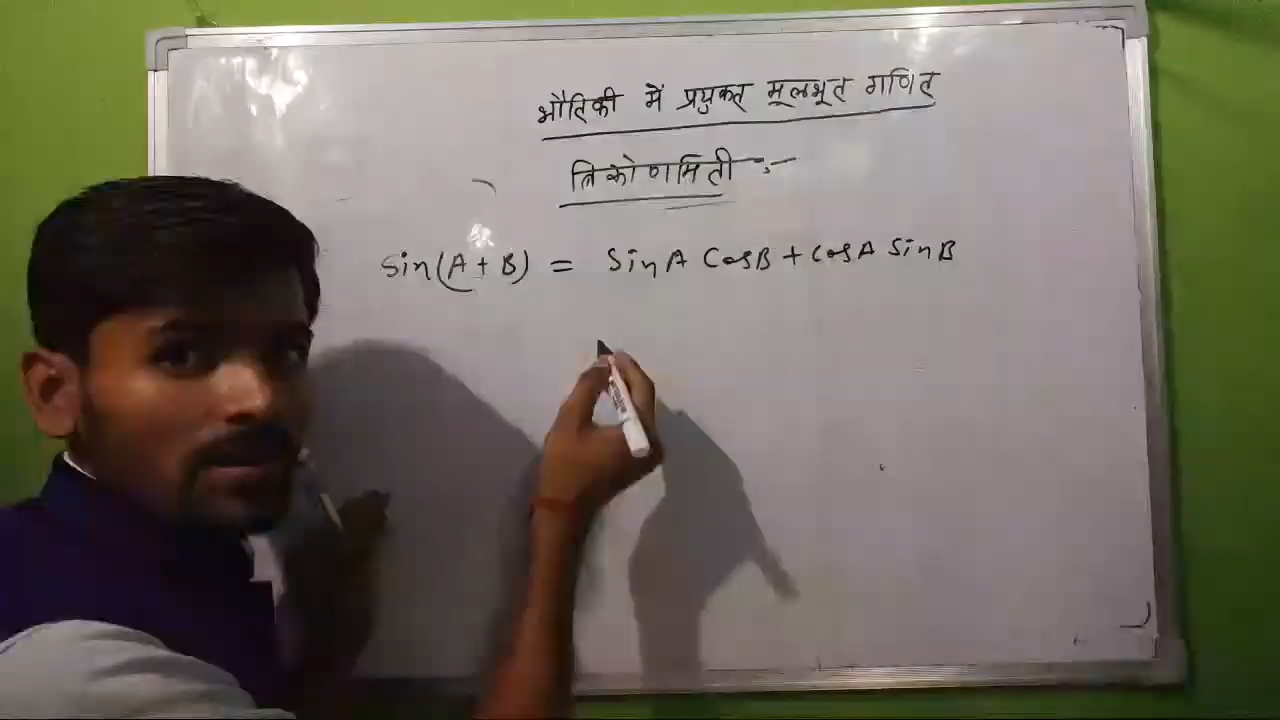 भौतिकी में प्रयुक्त मूलभूत गणित
त्रिकोणमिती :-
Sin(A + B) = SinA CosB + CosA SinB